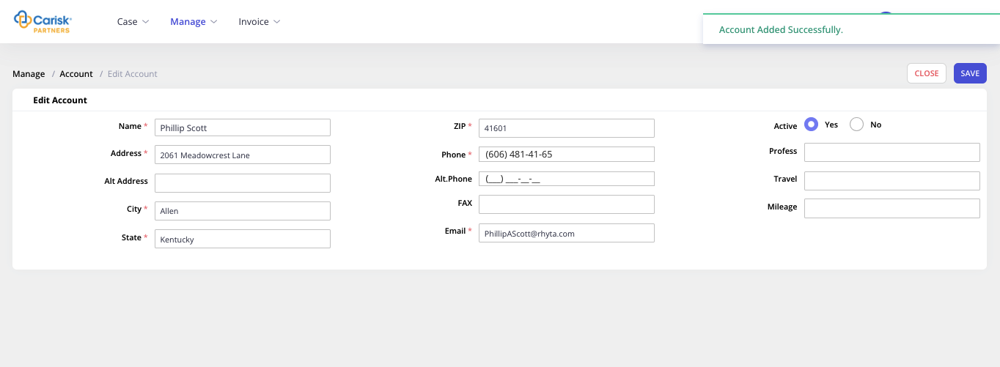 Carisk
PARTNERS
Case Manage Invoice
Account Added Successfully.
Manage / Account / Edit Account
CLOSE SAVE
Edit Account
Name * Phillip Scott
Address * 2061 Meadowcrest Lane
Alt Address
City * Allen
State * Kentucky
ZIP * 41601
Phone * (606) 481-41-65
Alt.Phone (___) ___-__-__
FAX
Email * PhillipAScott@rhyta.com
Active Yes No
Profess
Travel
Mileage